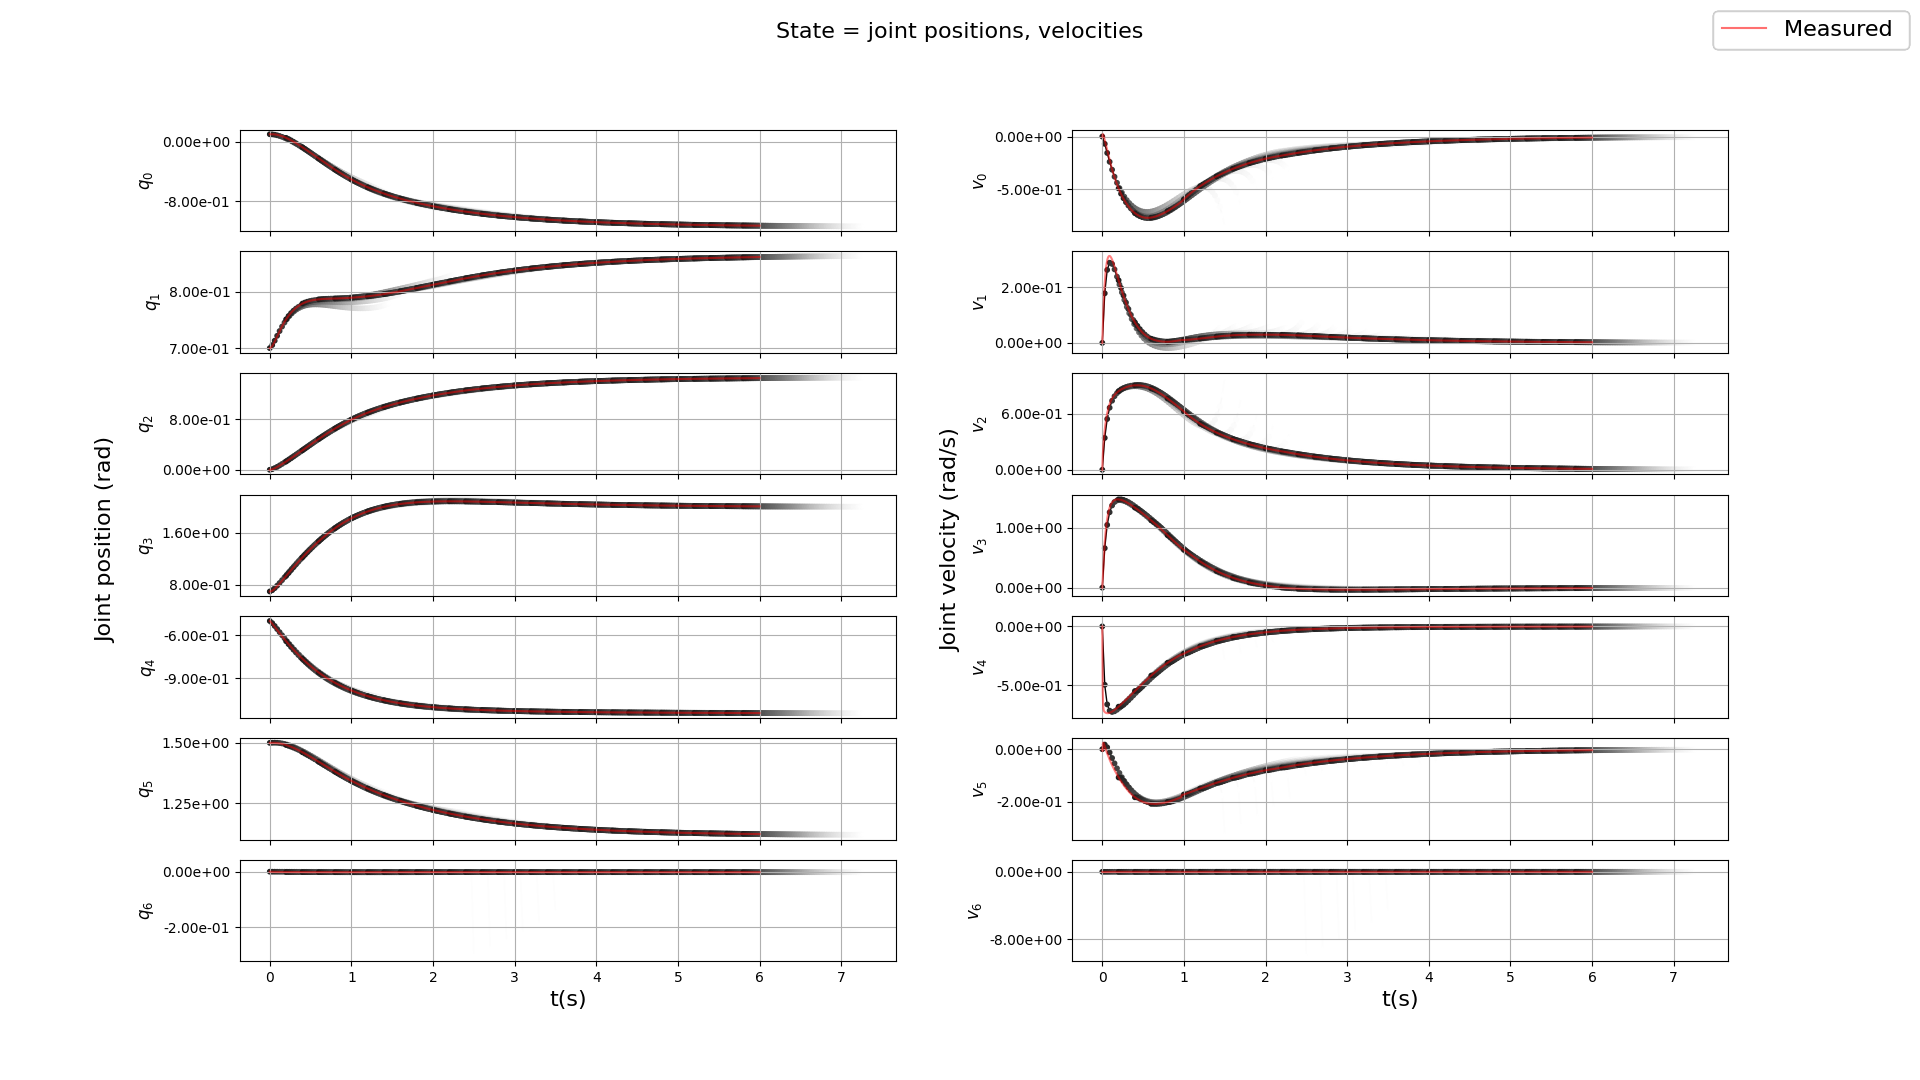 State = joint positions, velocities
Measured
Joint position (rad)
q0
0.00e+00
-8.00e-01
q1
8.00e-01
7.00e-01
q2
8.00e-01
0.00e+00
q3
1.60e+00
8.00e-01
q4
-6.00e-01
-9.00e-01
q5
1.50e+00
1.25e+00
q6
0.00e+00
-2.00e-01
0 1 2 3 4 5 6 7
t(s)
Joint velocity (rad/s)
v0
0.00e+00
-5.00e-01
v1
2.00e-01
0.00e+00
v2
6.00e-01
0.00e+00
v3
1.00e+00
0.00e+00
v4
0.00e+00
-5.00e-01
v5
0.00e+00
-2.00e-01
v6
0.00e+00
-8.00e+00
0 1 2 3 4 5 6 7
t(s)